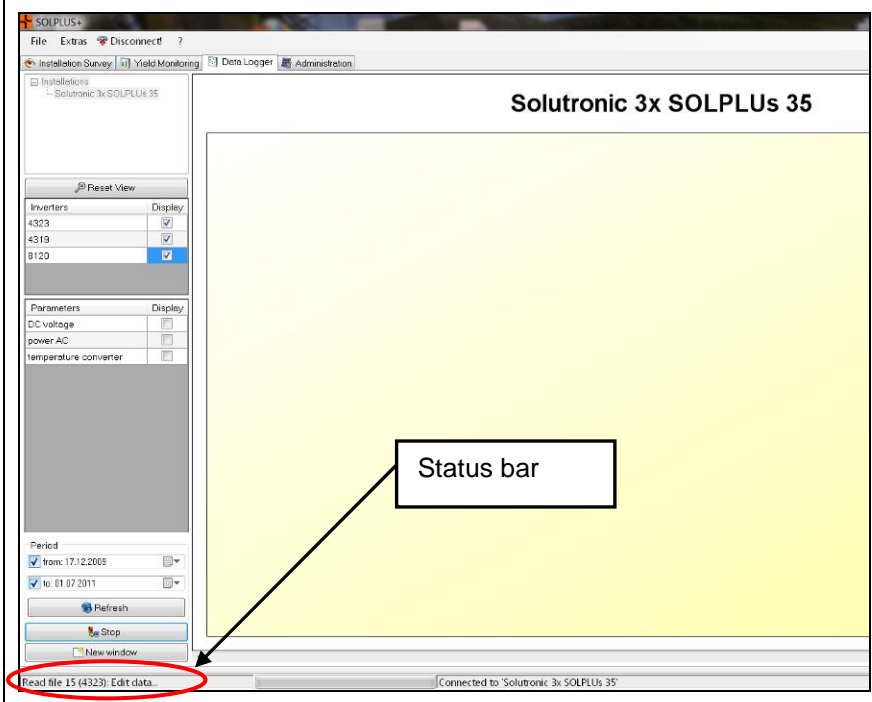 SOLPLUS+
File Extras Disconnect! ?
Installation Survey Yield Monitoring Data Logger Administration
Installations
Solutronic 3x SOLPLUs 35
Solutronic 3x SOLPLUs 35
Reset View
Inverters Display
4323
4319
8120
Parameters Display
DC voltage
power AC
temperature converter
Status bar
Period
from: 17.12.2009
to: 01.07.2011
Refresh
Stop
New window
Read file 15 (4323): Edit data... Connected to 'Solutronic 3x SOLPLUs 35'